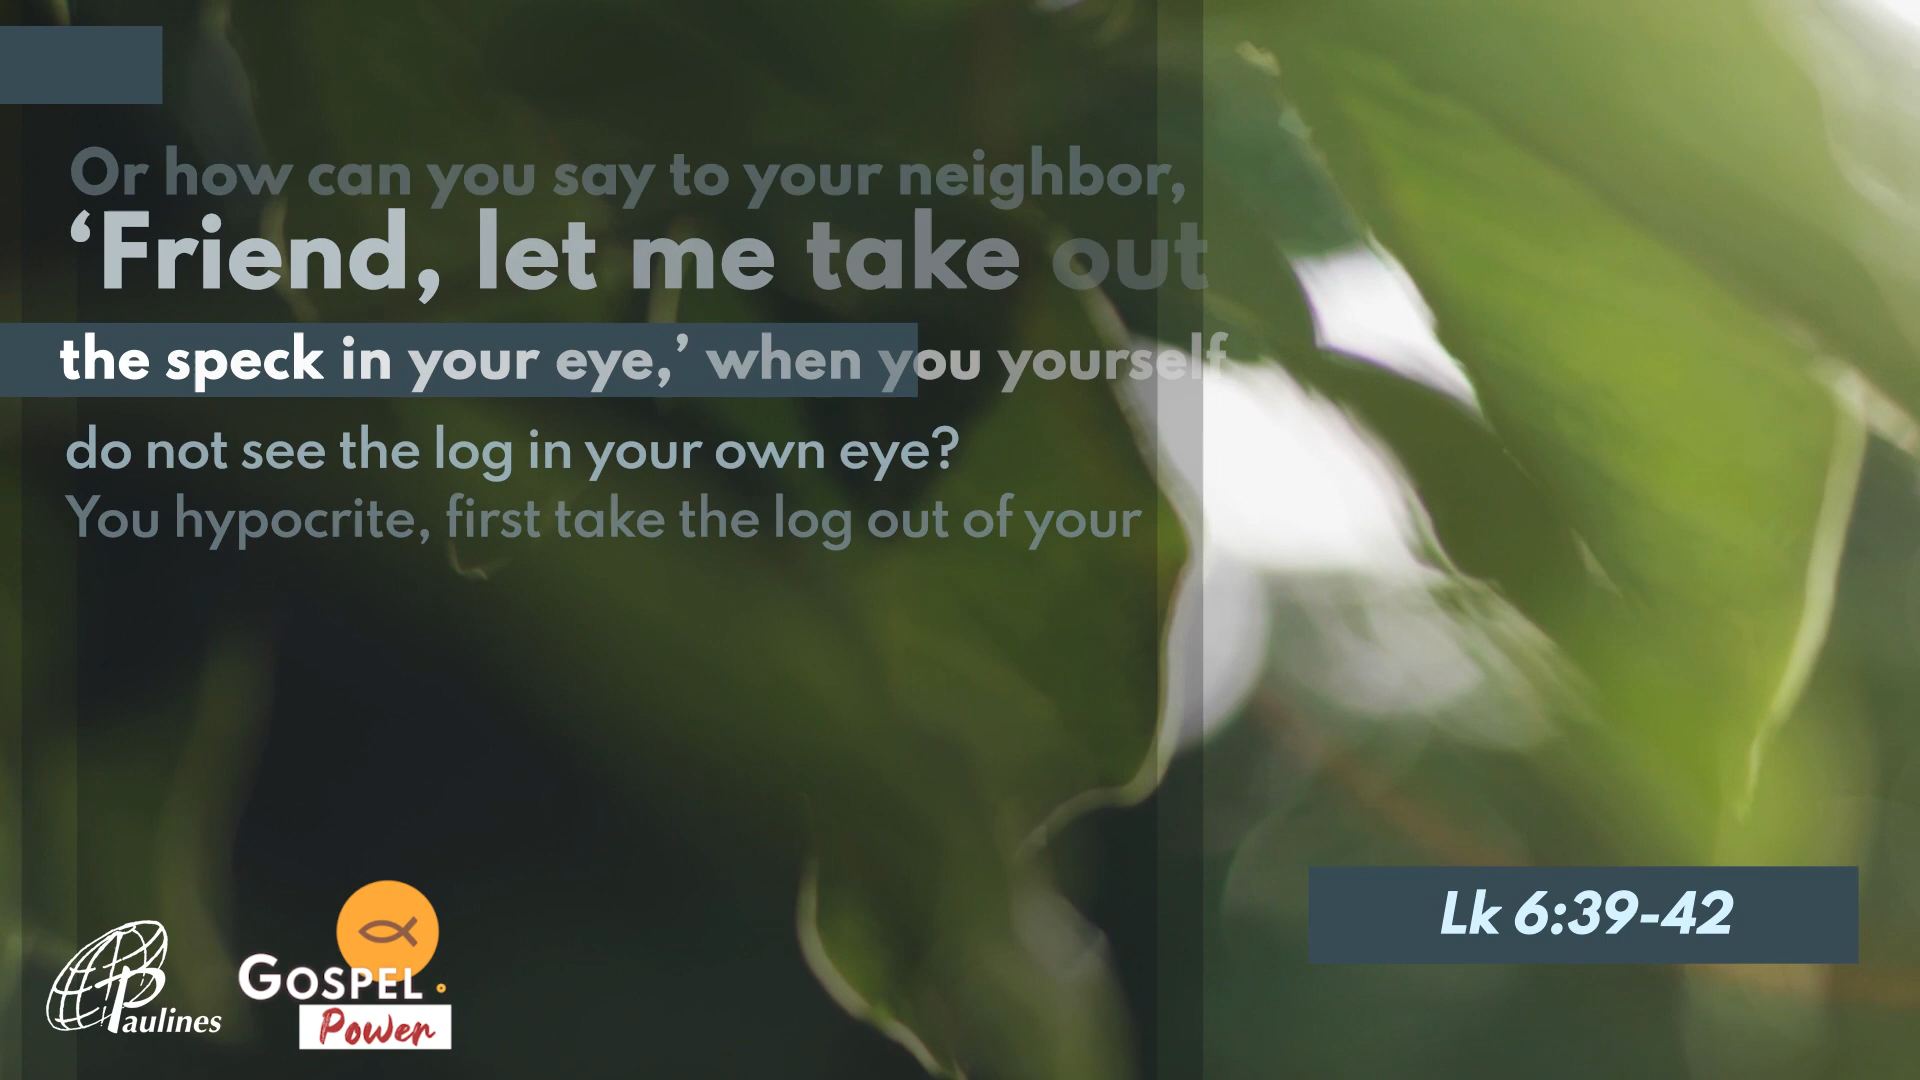 Or how can you say to your neighbor,
‘Friend, let me take out
the speck in your eye,’ when you yourself
do not see the log in your own eye?
You hypocrite, first take the log out of your
Lk 6:39-42
Paulines
GOSPEL
Power